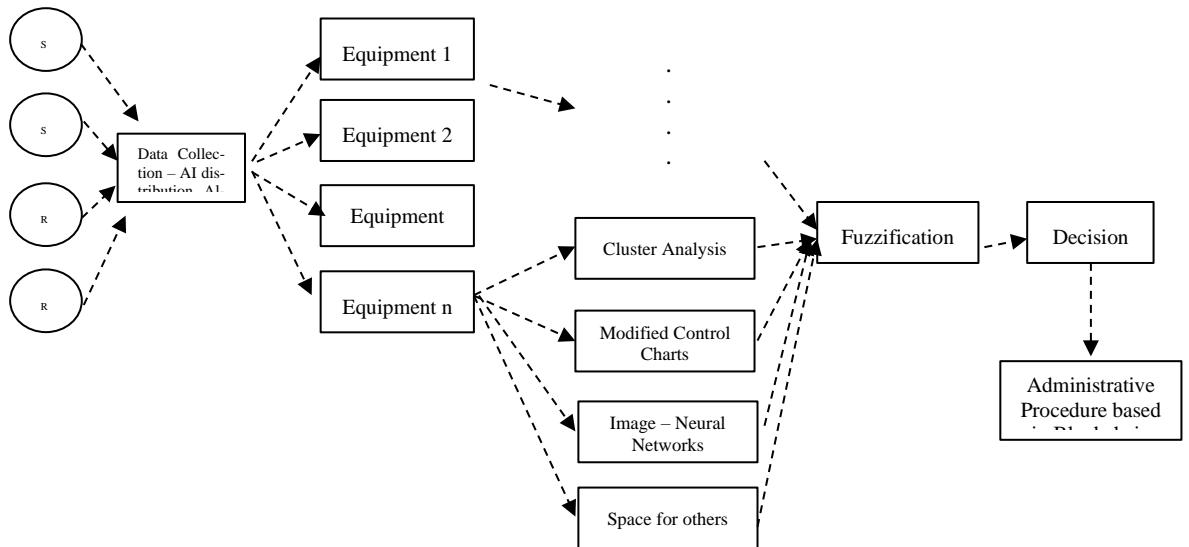 S
S
R
R
Data Collec-
tion – AI dis-
Equipment 1
Equipment 2
Equipment
Equipment n
.
.
.
.
Cluster Analysis
Modified Control
Charts
Image – Neural
Networks
Space for others
Fuzzification
Decision
Administrative
Procedure based